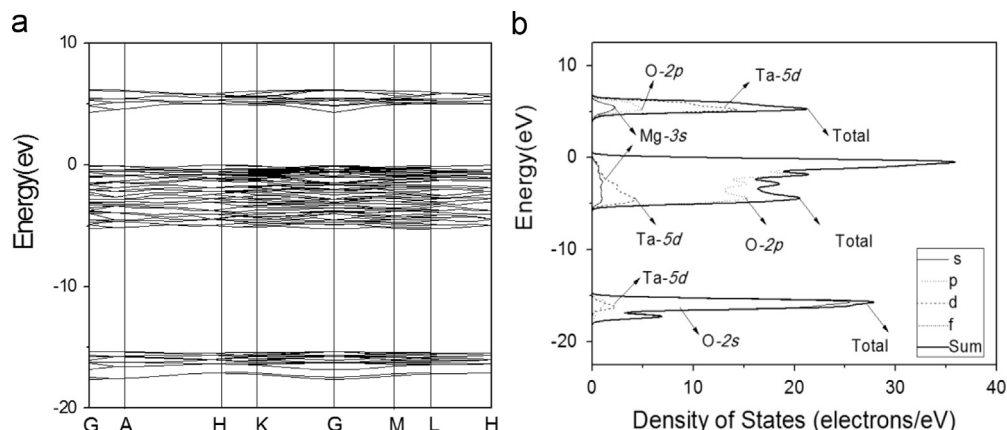 a
10
0
-10
-20
Energy(ev)
G A H K G M L H
b
10
0
-10
-20
Energy(eV)
O-2p
Ta-5d
Mg-3s
Total
Ta-5d
O-2p
Total
Ta-5d
O-2s
Total
s
p
d
f
Sum
0 10 20 30 40
Density of States (electrons/eV)